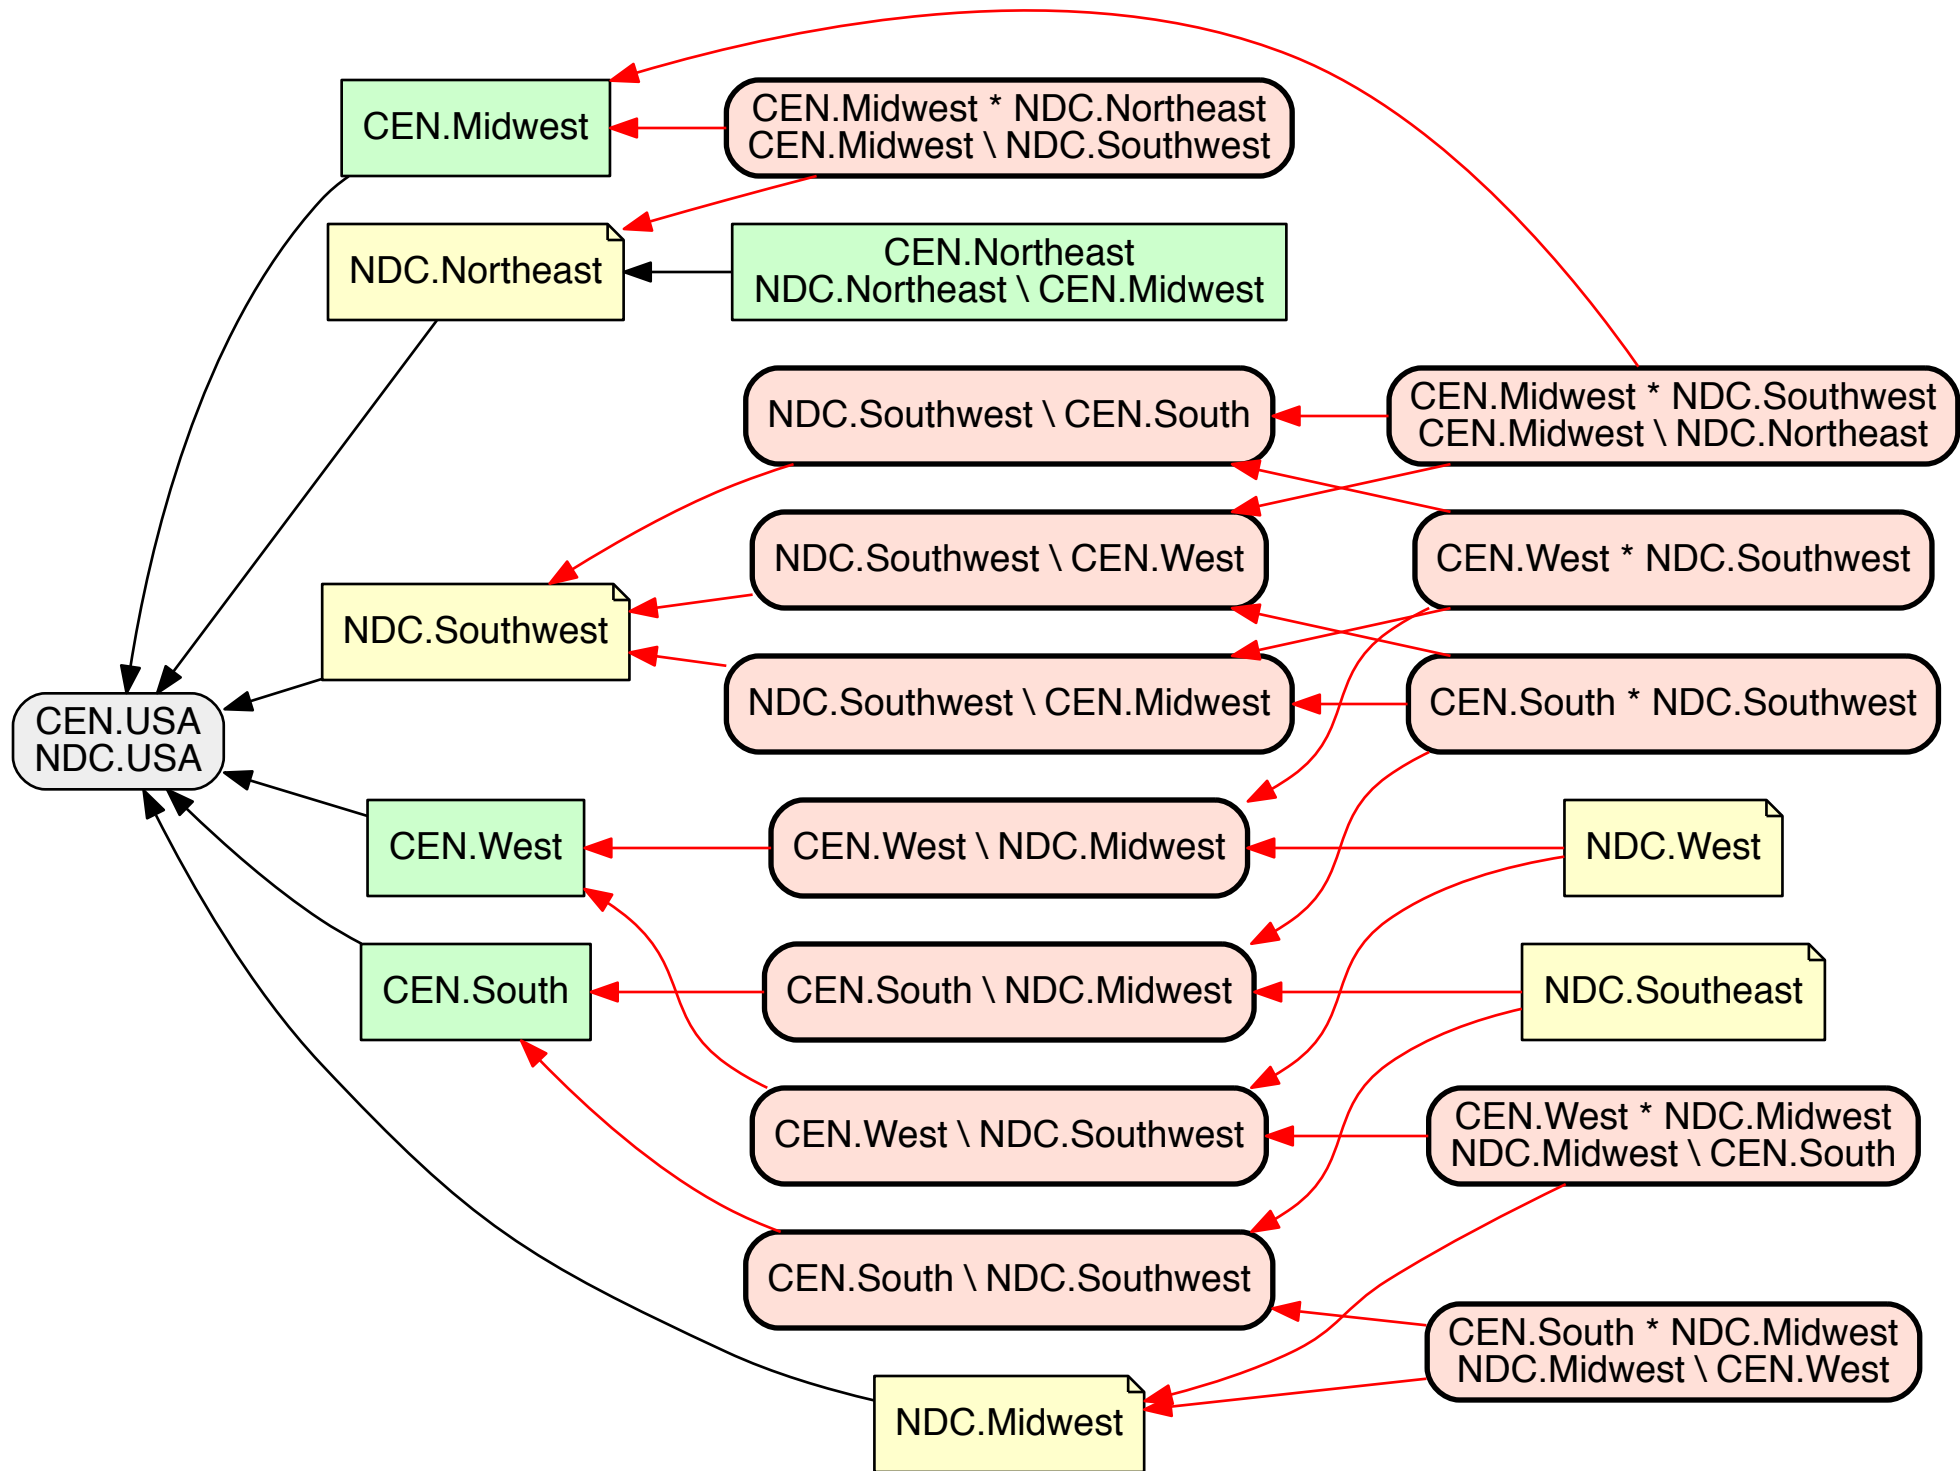 CEN.Midwest
CEN.Midwest * NDC.Northeast
CEN.Midwest \ NDC.Southwest
NDC.Northeast
CEN.Northeast
NDC.Northeast \ CEN.Midwest
NDC.Southwest \ CEN.South
CEN.Midwest * NDC.Southwest
CEN.Midwest \ NDC.Northeast
NDC.Southwest \ CEN.West
CEN.West * NDC.Southwest
NDC.Southwest
NDC.Southwest \ CEN.Midwest
CEN.South * NDC.Southwest
CEN.USA
NDC.USA
CEN.West
CEN.West \ NDC.Midwest
NDC.West
CEN.South
CEN.South \ NDC.Midwest
NDC.Southeast
CEN.West \ NDC.Southwest
CEN.West * NDC.Midwest
NDC.Midwest \ CEN.South
CEN.South \ NDC.Southwest
CEN.South * NDC.Midwest
NDC.Midwest \ CEN.West
NDC.Midwest